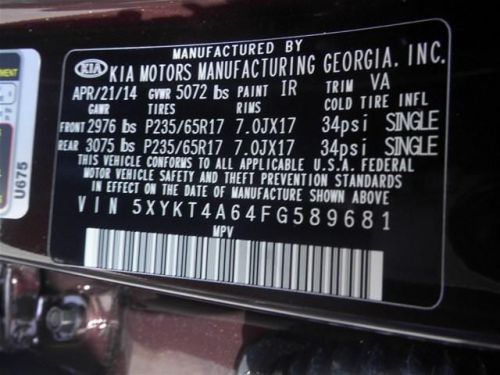 MANUFACTURED BY
KIA KIA MOTORS MANUFACTURING GEORGIA, INC.
APR/21/14 GVWR 5072 lbs PAINT IR TRIM VA
GAWR TIRES RIMS COLD TIRE INFL
FRONT 2976 lbs P235/65R17 7.0JX17 34psi SINGLE
REAR 3075 lbs P235/65R17 7.0JX17 34psi SINGLE
THIS VEHICLE CONFORMS TO ALL APPLICABLE U.S.A. FEDERAL
MOTOR VEHICLE SAFETY AND THEFT PREVENTION STANDARDS
IN EFFECT ON THE DATE OF MANUFACTURE SHOWN ABOVE
VIN 5XYKT4A64FG589681
MPV
U675